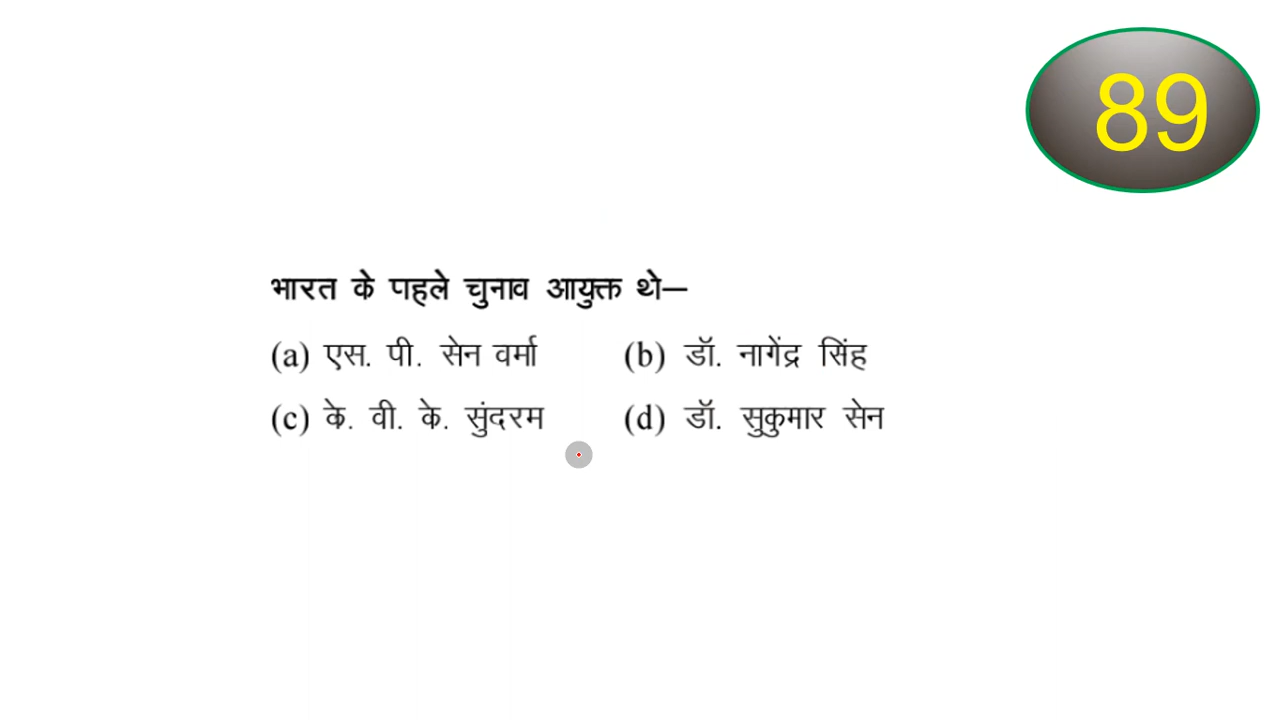 89
भारत के पहले चुनाव आयुक्त थे—
(a) एस. पी. सेन वर्मा (b) डॉ. नागेंद्र सिंह
(c) के. वी. के. सुंदरम (d) डॉ. सुकुमार सेन